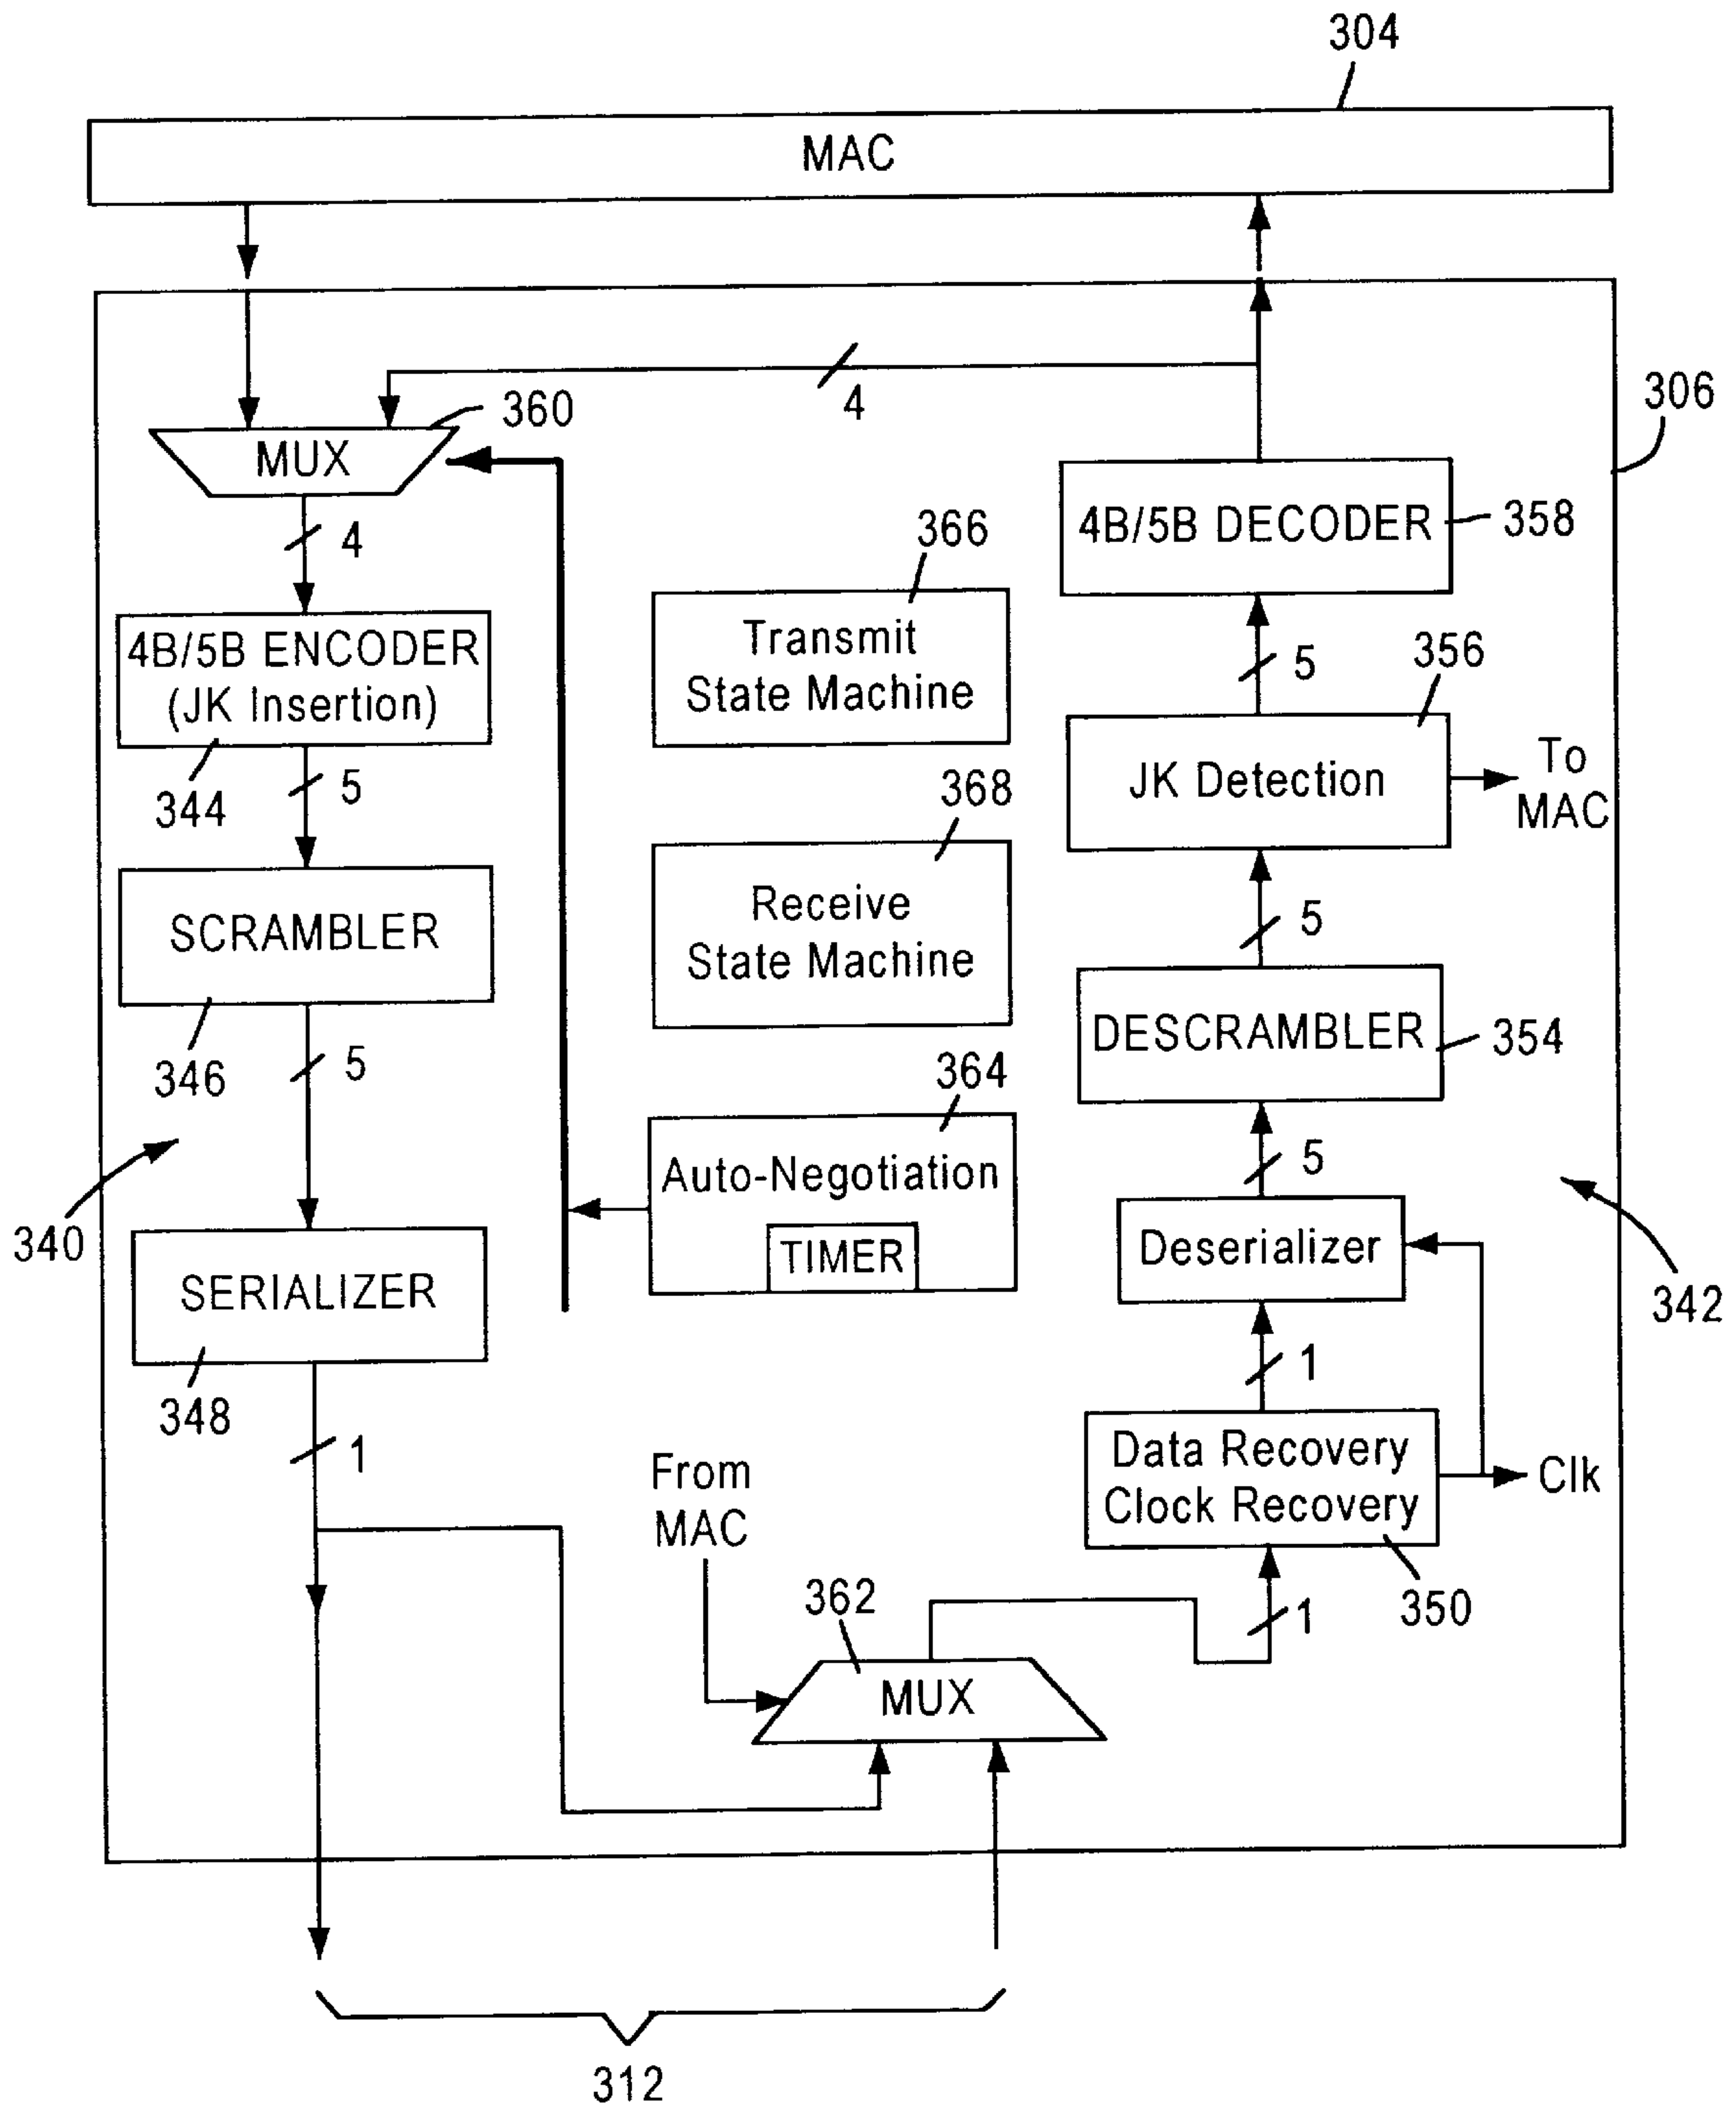 304
MAC
306
4
360
MUX
4
4B/5B DECODER
358
366
Transmit
State Machine
4B/5B ENCODER
(JK Insertion)
344
5
5
356
JK Detection
To
MAC
368
Receive
State Machine
SCRAMBLER
346
5
5
DESCRAMBLER
354
364
Auto-Negotiation
TIMER
340
5
Deserializer
342
SERIALIZER
348
1
1
Data Recovery
Clock Recovery
Clk
350
From
MAC
362
MUX
1
312